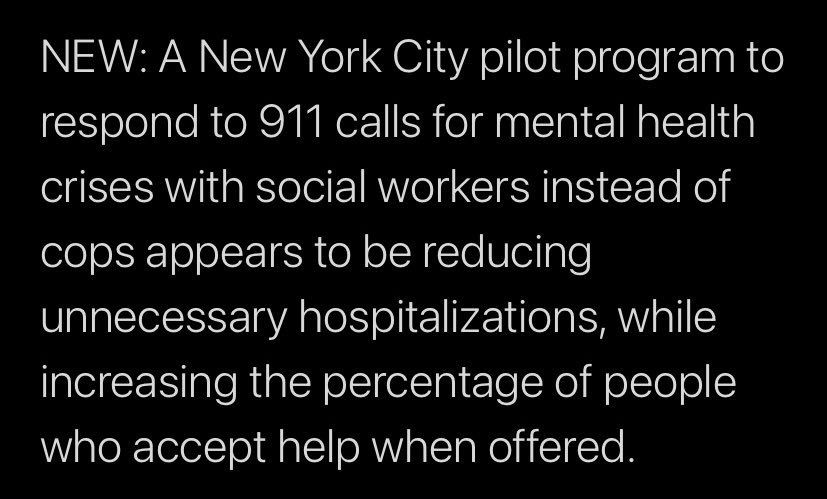 NEW: A New York City pilot program to
respond to 911 calls for mental health
crises with social workers instead of
cops appears to be reducing
unnecessary hospitalizations, while
increasing the percentage of people
who accept help when offered.